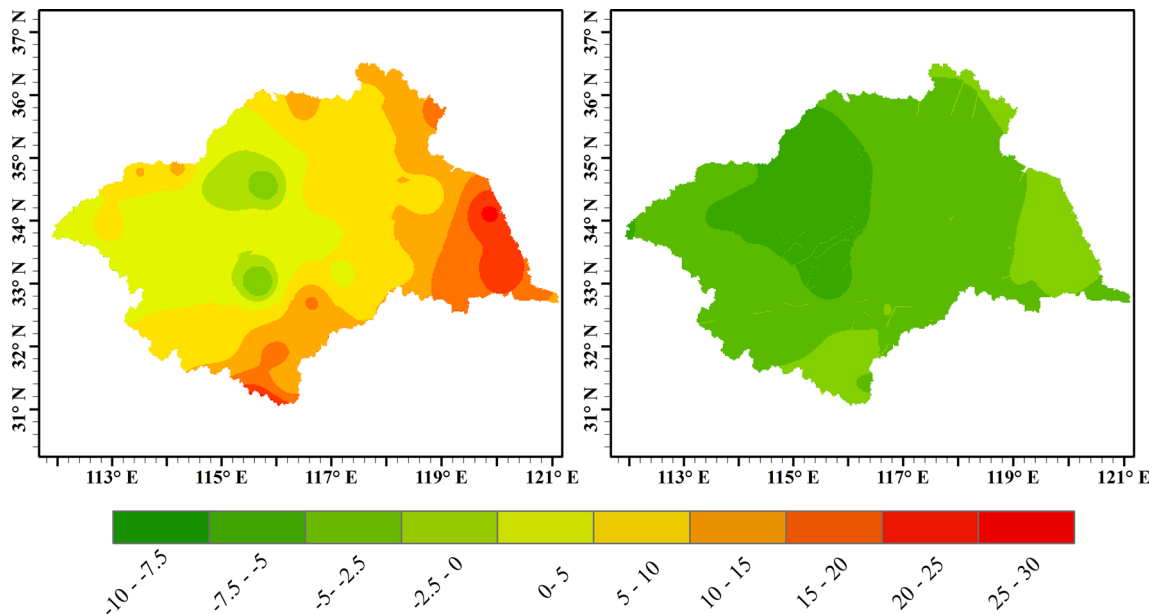 37° N
36° N
35° N
34° N
33° N
32° N
31° N
113° E 115° E 117° E 119° E 121° E
37° N
36° N
35° N
34° N
33° N
32° N
31° N
113° E 115° E 117° E 119° E 121° E
-10 - -7.5
-7.5 - -5
-5 - -2.5
-2.5 - 0
0-5
5 - 10
10 - 15
15 - 20
20 - 25
25 - 30